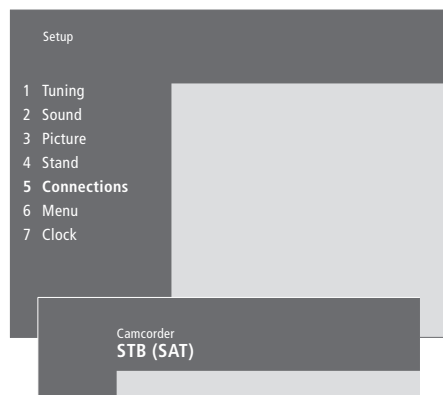 Setup
1 Tuning
2 Sound
3 Picture
4 Stand
5 Connections
6 Menu
7 Clock
Camcorder
STB (SAT)